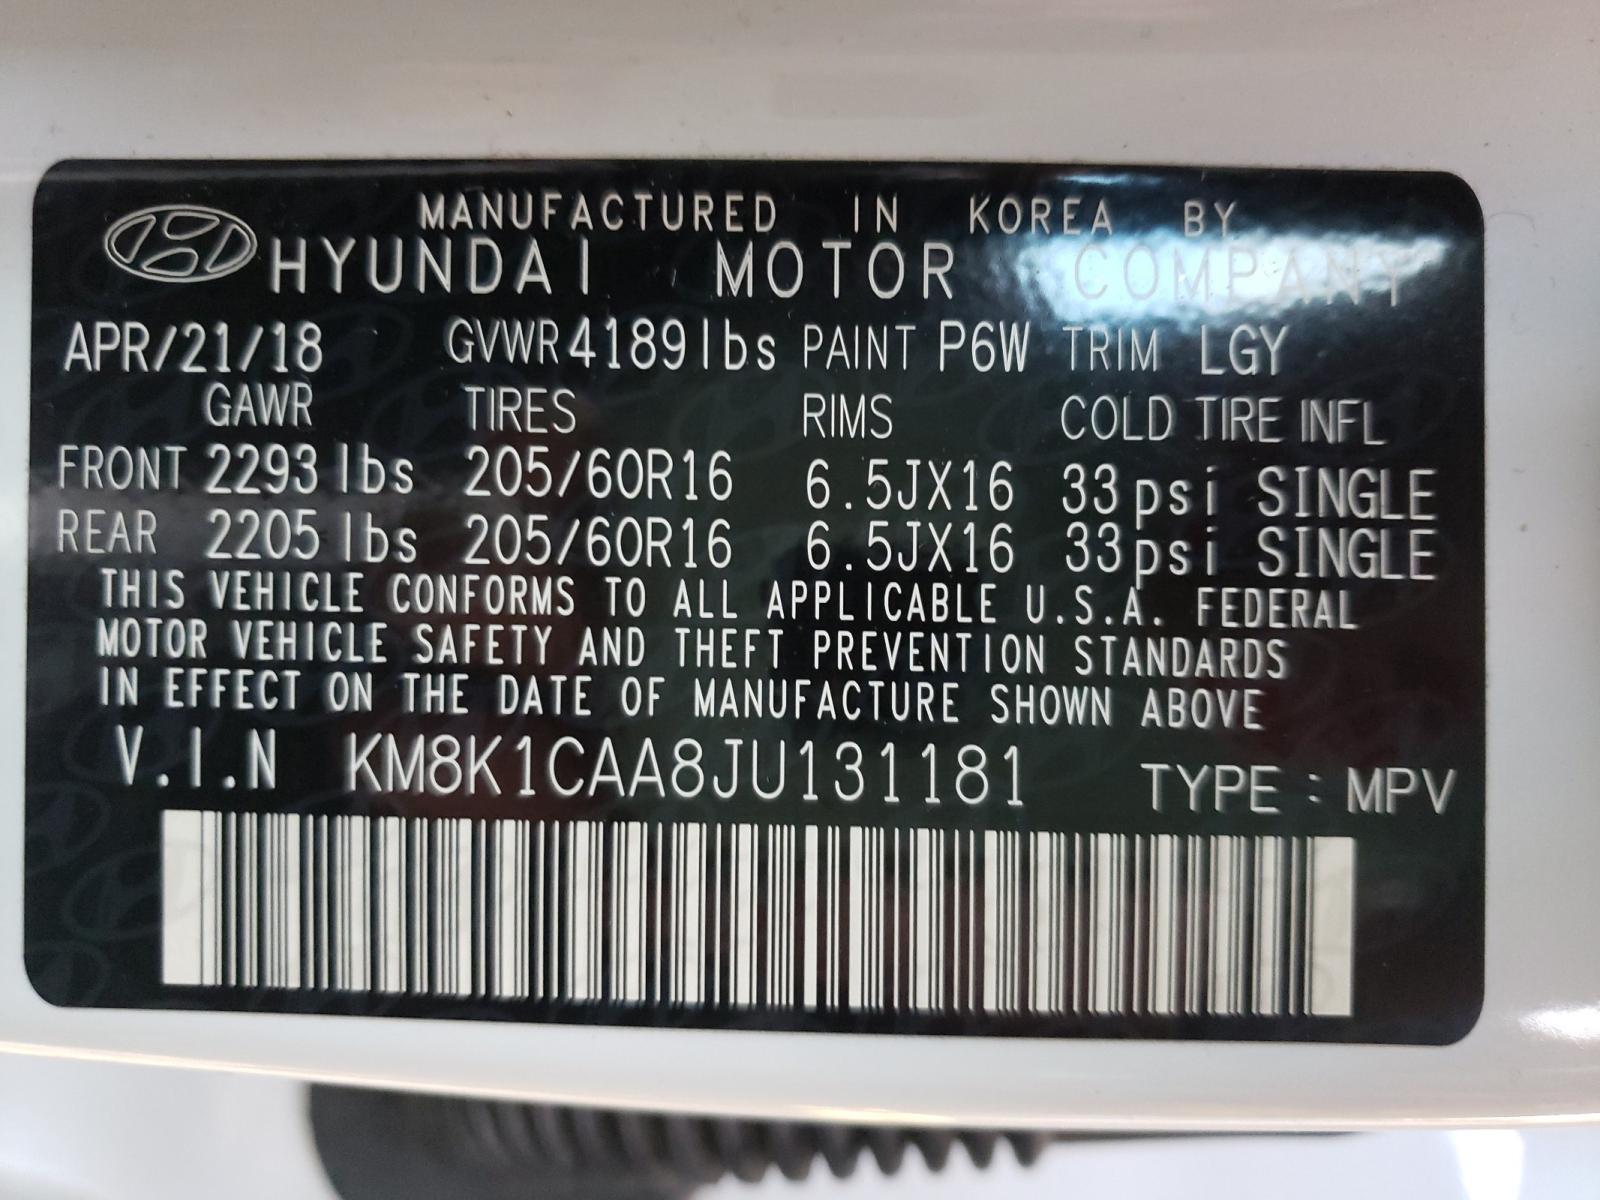 MANUFACTURED IN KOREA BY
HYUNDAI MOTOR COMPANY
APR/21/18 GVWR 4189lbs PAINT P6W TRIM LGY
GAWR TIRES RIMS COLD TIRE INFL
FRONT 2293 lbs 205/60R16 6.5JX16 33psi SINGLE
REAR 2205 lbs 205/60R16 6.5JX16 33psi SINGLE
THIS VEHICLE CONFORMS TO ALL APPLICABLE U.S.A. FEDERAL
MOTOR VEHICLE SAFETY AND THEFT PREVENTION STANDARDS
IN EFFECT ON THE DATE OF MANUFACTURE SHOWN ABOVE
V.I.N KM8K1CAA8JU131181 TYPE : MPV